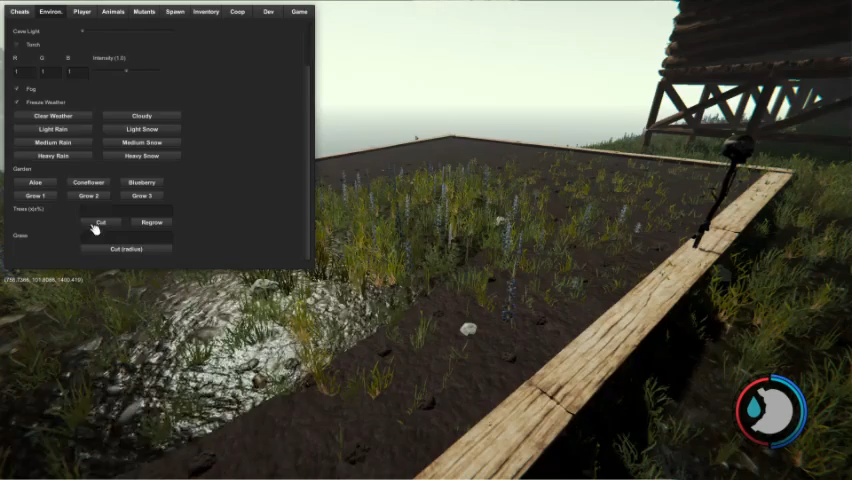 Cheats Environ. Player Animals Mutants Spawn Inventory Coop Dev Game
Cave Light
Torch
R G B Intensity (1.0)
1 1 1
Fog
Freeze Weather
Clear Weather Cloudy
Light Rain Light Snow
Medium Rain Medium Snow
Heavy Rain Heavy Snow
Garden
Aloe Coneflower Blueberry
Grow 1 Grow 2 Grow 3
Trees (x|x%)
Cut Regrow
Grass
Cut (radius)